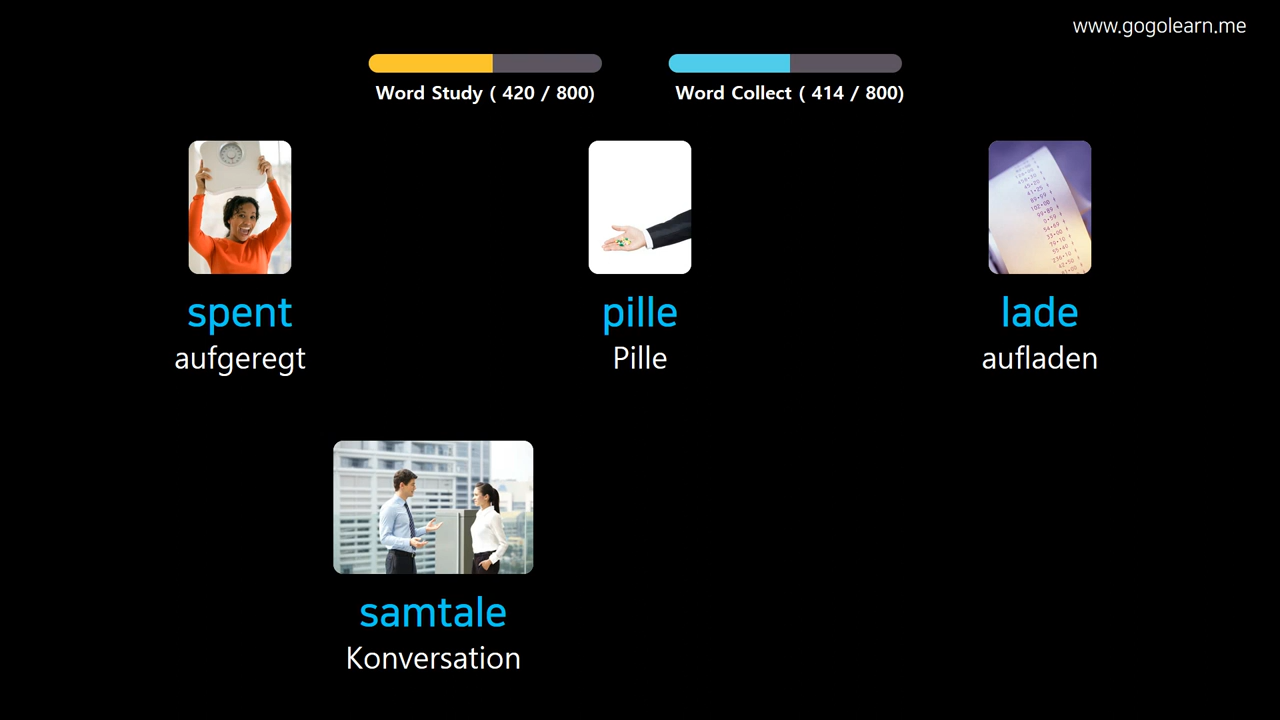 www.gogolearn.me
Word Study ( 420 / 800)
Word Collect ( 414 / 800)
spent
aufgeregt
pille
Pille
lade
aufladen
samtale
Konversation